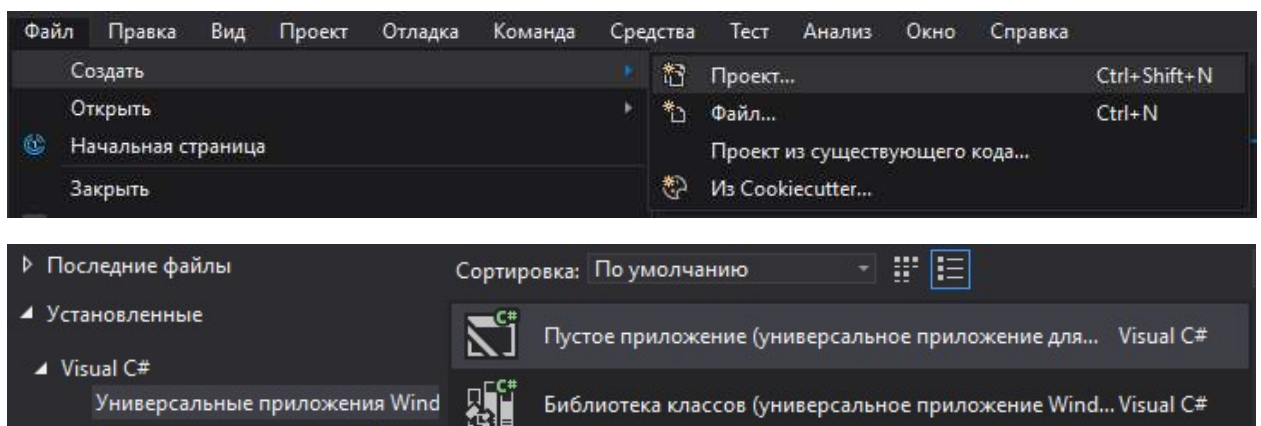 Файл Правка Вид Проект Отладка Команда Средства Тест Анализ Окно Справка
Создать
Проект... Ctrl+Shift+N
Открыть
Файл... Ctrl+N
Начальная страница
Проект из существующего кода...
Закрыть
Из Cookiecutter...
Последние файлы
Сортировка: По умолчанию
Установленные
C# Пустое приложение (универсальное приложение для... Visual C#
Visual C#
Универсальные приложения Wind
C# Библиотека классов (универсальное приложение Wind... Visual C#